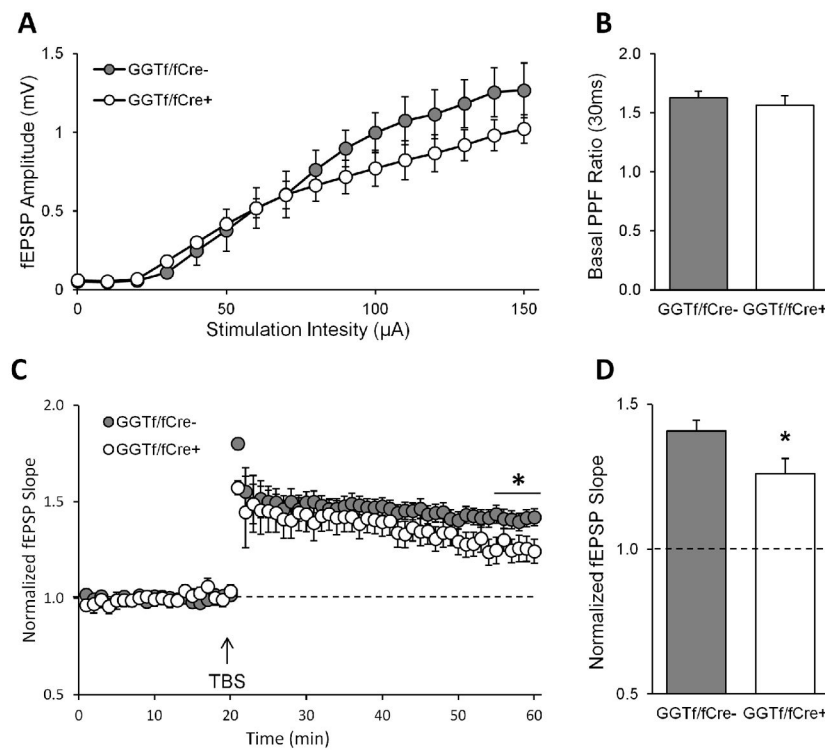 A
fEPSP Amplitude (mV)
1.5
1
0.5
0
GGTf/fCre-
GGTf/fCre+
0
50
100
150
Stimulation Intesity (µA)
B
Basal PPF Ratio (30ms)
2.0
1.5
1.0
0.0
GGTf/fCre- GGTf/fCre+
C
Normalized fEPSP Slope
2.0
1.5
1.0
0.5
GGTf/fCre-
GGTf/fCre+
*
TBS
0
10
20
30
40
50
60
Time (min)
D
Normalized fEPSP Slope
1.5
1.0
0.5
*
GGTf/fCre- GGTf/fCre+